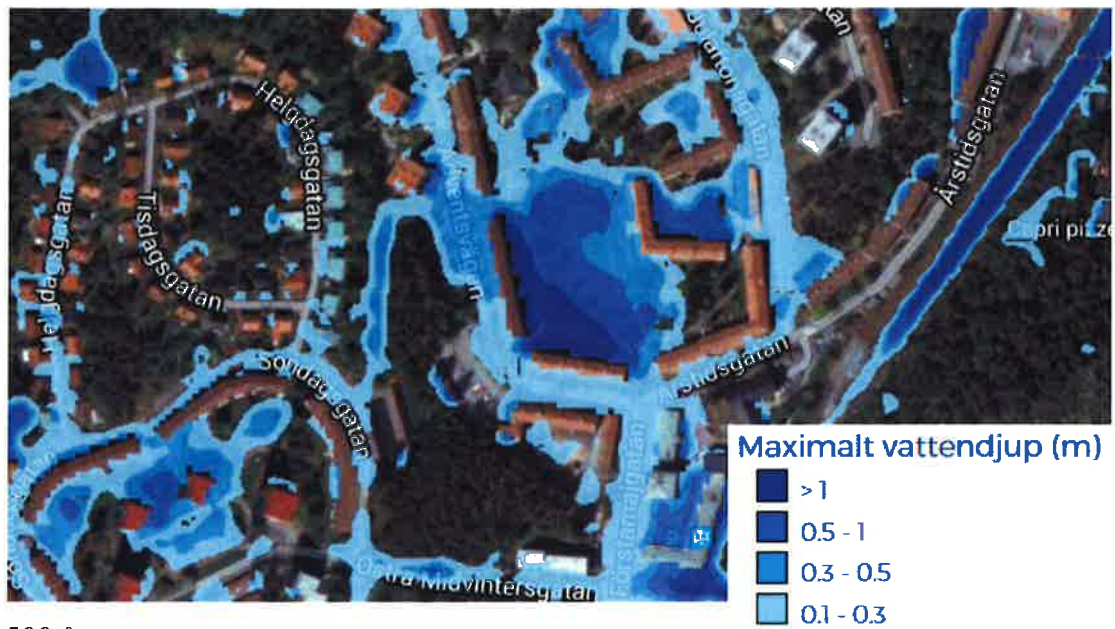 Helgdagsgatan
Årstidsgatan
Helgdagsgatan
Tisdagsgatan
Capri pizze
Söndagsgatan
Årstidsgatan
Förstamajgatan
Östra Midvintersgatan
Maximalt vattendjup (m)
> 1
0.5 - 1
0.3 - 0.5
0.1 - 0.3